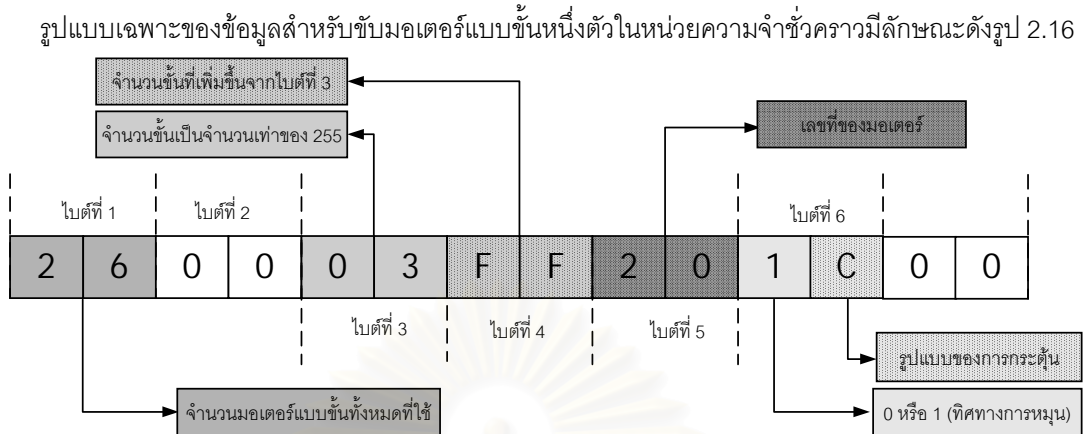 รูปแบบเฉพาะของข้อมูลสำหรับขับมอเตอร์แบบขั้นหนึ่งตัวในหน่วยความจำชั่วคราวมีลักษณะดังรูป 2.16
จำนวนขั้นที่เพิ่มขึ้นจากไบต์ที่ 3
จำนวนขั้นเป็นจำนวนเท่าของ 255
เลขที่ของมอเตอร์
ไบต์ที่ 1 ไบต์ที่ 2 ไบต์ที่ 6
2 6 0 0 0 3 F F 2 0 1 C 0 0
ไบต์ที่ 3 ไบต์ที่ 4 ไบต์ที่ 5
รูปแบบของการกระตุ้น
จำนวนมอเตอร์แบบขั้นทั้งหมดที่ใช้ 0 หรือ 1 (ทิศทางการหมุน)